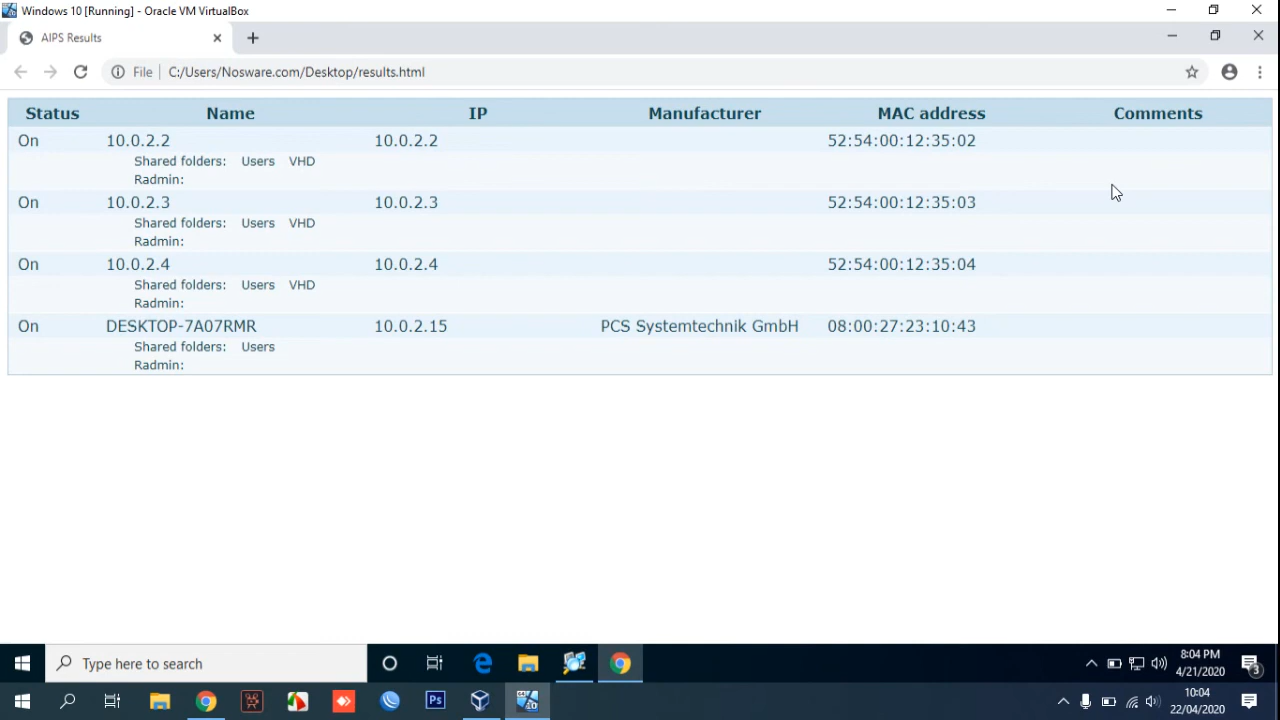 Windows 10 [Running] - Oracle VM VirtualBox
AIPS Results
File C:/Users/Nosware.com/Desktop/results.html
Status Name IP Manufacturer MAC address Comments
On 10.0.2.2 10.0.2.2 52:54:00:12:35:02
Shared folders: Users VHD
Radmin:
On 10.0.2.3 10.0.2.3 52:54:00:12:35:03
Shared folders: Users VHD
Radmin:
On 10.0.2.4 10.0.2.4 52:54:00:12:35:04
Shared folders: Users VHD
Radmin:
On DESKTOP-7A07RMR 10.0.2.15 PCS Systemtechnik GmbH 08:00:27:23:10:43
Shared folders: Users
Radmin:
Type here to search
8:04 PM
4/21/2020
3
Ps
10:04
22/04/2020